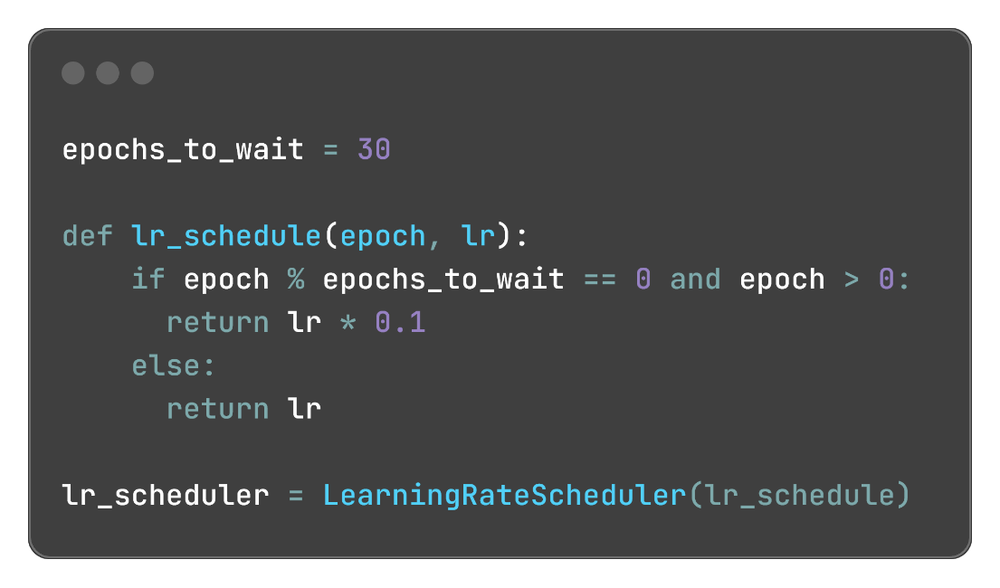 epochs_to_wait = 30
def lr_schedule(epoch, lr):
    if epoch % epochs_to_wait == 0 and epoch > 0:
      return lr * 0.1
    else:
      return lr
lr_scheduler = LearningRateScheduler(lr_schedule)